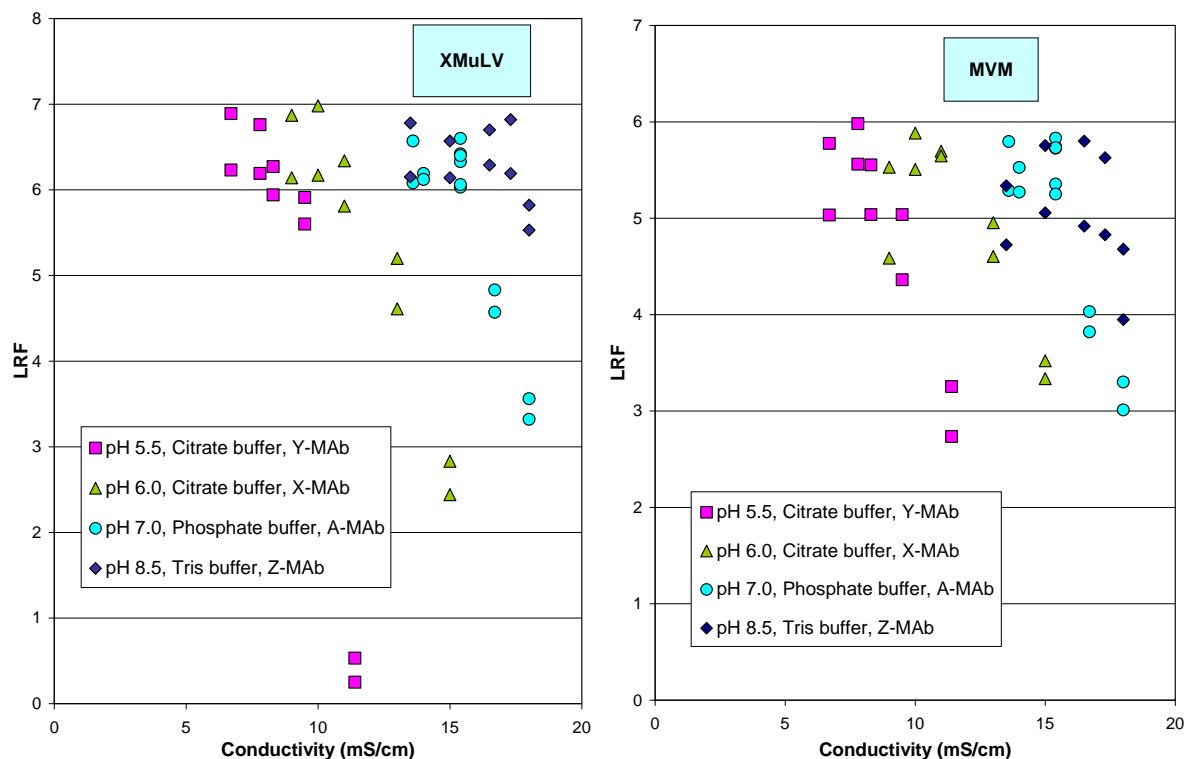 XMuLV
8
7
6
5
4
3
2
1
0
LRF
pH 5.5, Citrate buffer, Y-MAb
pH 6.0, Citrate buffer, X-MAb
pH 7.0, Phosphate buffer, A-MAb
pH 8.5, Tris buffer, Z-MAb
0 5 10 15 20
Conductivity (mS/cm)
MVM
7
6
5
4
3
2
1
0
LRF
pH 5.5, Citrate buffer, Y-MAb
pH 6.0, Citrate buffer, X-MAb
pH 7.0, Phosphate buffer, A-MAb
pH 8.5, Tris buffer, Z-MAb
0 5 10 15 20
Conductivity (mS/cm)